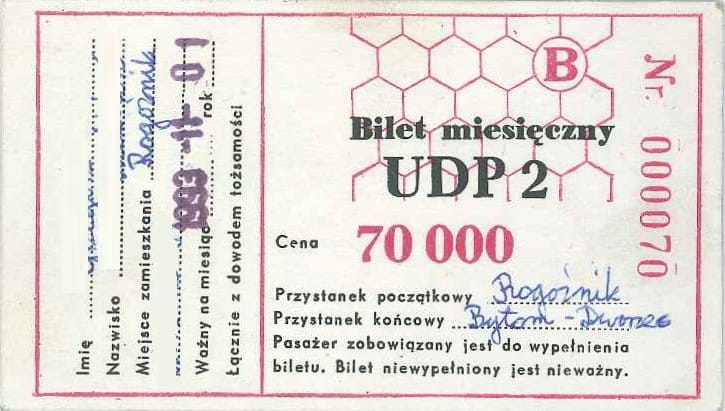 Imię
Nazwisko
Miejsce zamieszkania Rogoźnik
Ważny na miesiąc 1993 -11- 01 rok
Łącznie z dowodem tożsamości
B
Nr. 000070
Bilet miesięczny
UDP 2
Cena 70 000
Przystanek początkowy Rogoźnik
Przystanek końcowy Bytom - Dworzec
Pasażer zobowiązany jest do wypełnienia
biletu. Bilet niewypełniony jest nieważny.